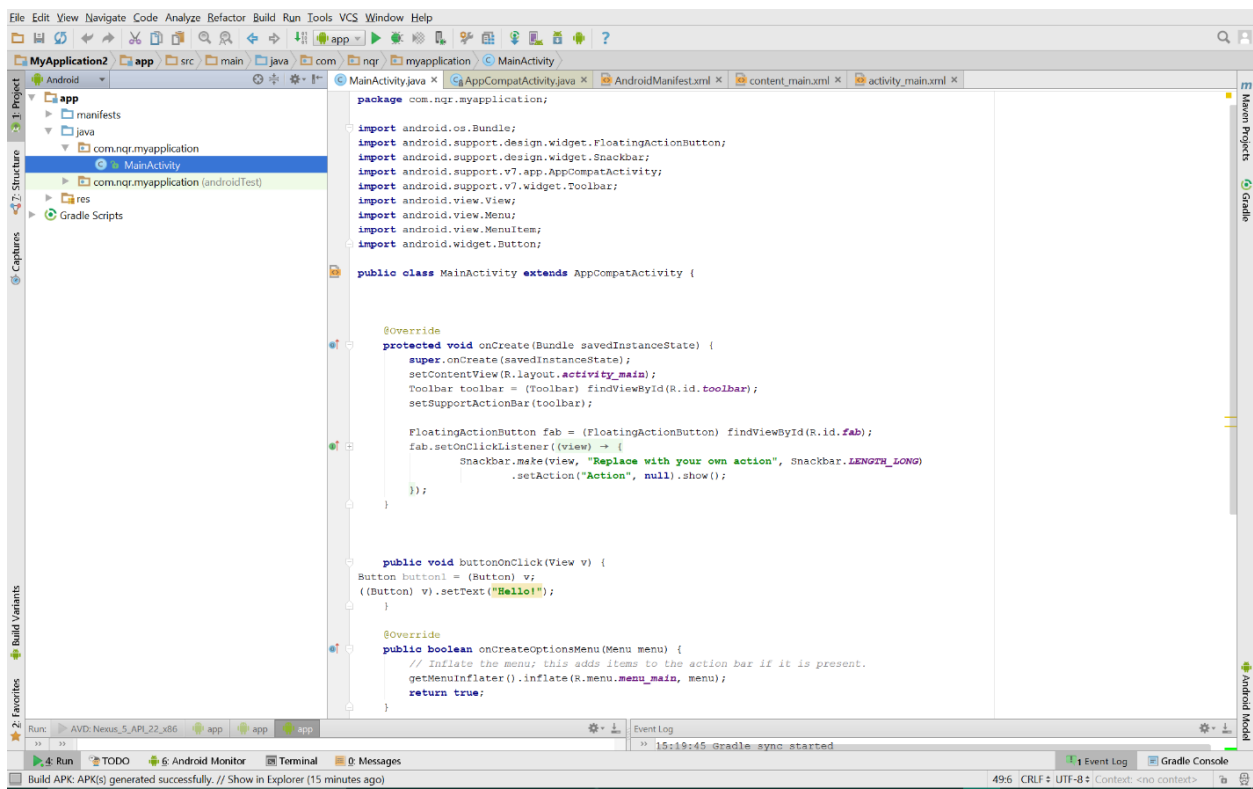 File Edit View Navigate Code Analyze Refactor Build Run Tools VCS Window Help
app
MyApplication2 app src main java com nqr myapplication MainActivity
Android
MainActivity.java × AppCompatActivity.java × AndroidManifest.xml × content_main.xml × activity_main.xml ×
1: Project
7: Structure
Captures
Build Variants
2: Favorites
app
manifests
java
com.nqr.myapplication
MainActivity
com.nqr.myapplication (androidTest)
res
Gradle Scripts
package com.nqr.myapplication;
import android.os.Bundle;
import android.support.design.widget.FloatingActionButton;
import android.support.design.widget.Snackbar;
import android.support.v7.app.AppCompatActivity;
import android.support.v7.widget.Toolbar;
import android.view.View;
import android.view.Menu;
import android.view.MenuItem;
import android.widget.Button;
public class MainActivity extends AppCompatActivity {
@Override
protected void onCreate(Bundle savedInstanceState) {
super.onCreate(savedInstanceState);
setContentView(R.layout.activity_main);
Toolbar toolbar = (Toolbar) findViewById(R.id.toolbar);
setSupportActionBar(toolbar);
FloatingActionButton fab = (FloatingActionButton) findViewById(R.id.fab);
fab.setOnClickListener((view) → {
Snackbar.make(view, "Replace with your own action", Snackbar.LENGTH_LONG)
.setAction("Action", null).show();
});
}
public void buttonOnClick(View v) {
Button button1 = (Button) v;
((Button) v).setText("Hello!");
}
@Override
public boolean onCreateOptionsMenu(Menu menu) {
// Inflate the menu; this adds items to the action bar if it is present.
getMenuInflater().inflate(R.menu.menu_main, menu);
return true;
}
m Maven Projects
Gradle
Android Model
Run: AVD: Nexus_5_API_22_x86 app app app
Event Log
15:19:45 Gradle sync started
4: Run TODO 6: Android Monitor Terminal 0: Messages 1 Event Log Gradle Console
Build APK: APK(s) generated successfully. // Show in Explorer (15 minutes ago) 49:6 CRLF UTF-8 Context: <no context>